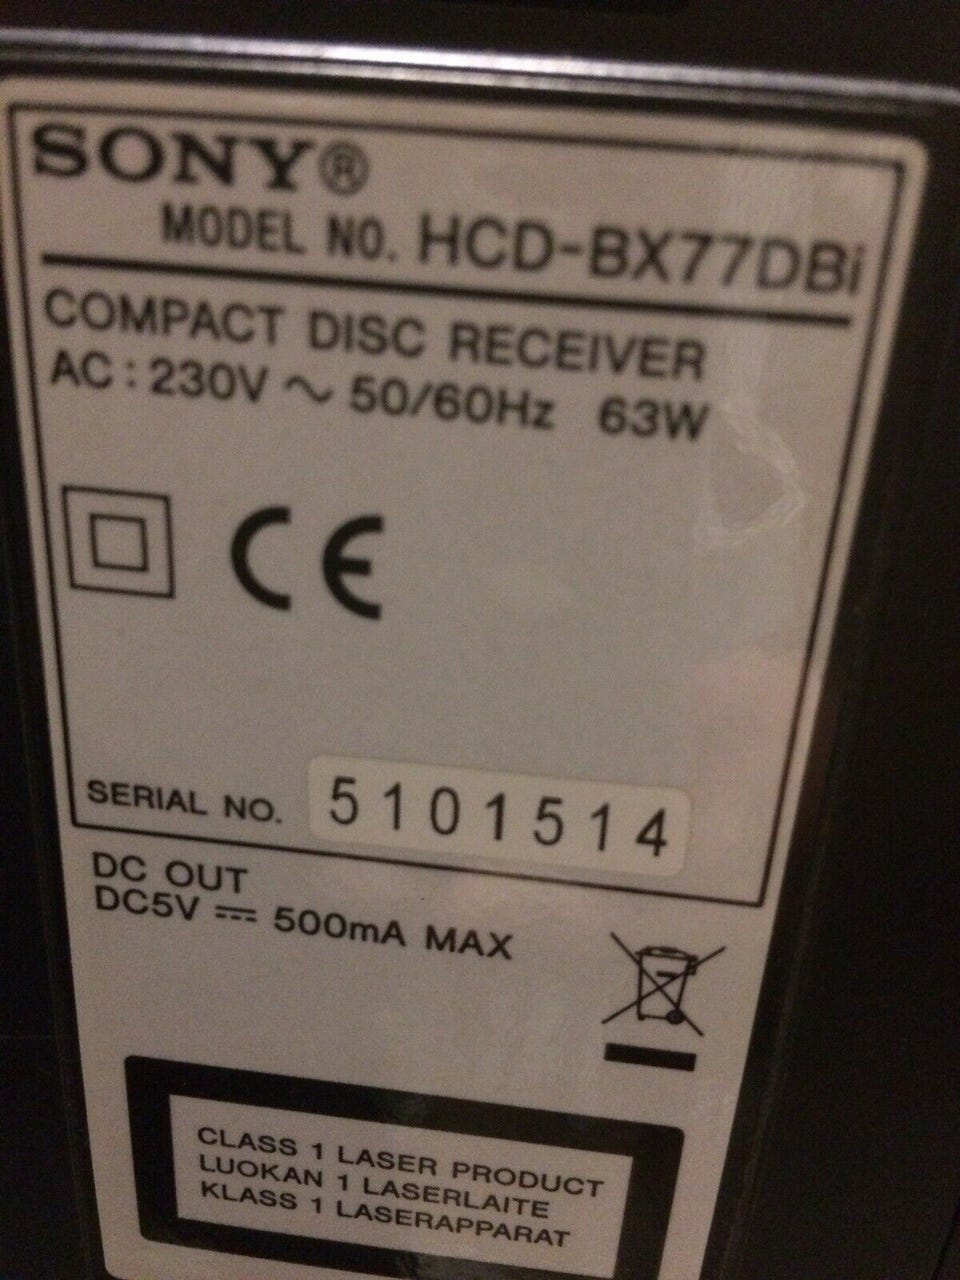 SONY®
MODEL NO. HCD-BX77DBi
COMPACT DISC RECEIVER
AC : 230V ~ 50/60Hz 63W
CE
SERIAL NO. 5101514
DC OUT
DC5V ⎓ 500mA MAX
CLASS 1 LASER PRODUCT
LUOKAN 1 LASERLAITE
KLASS 1 LASERAPPARAT